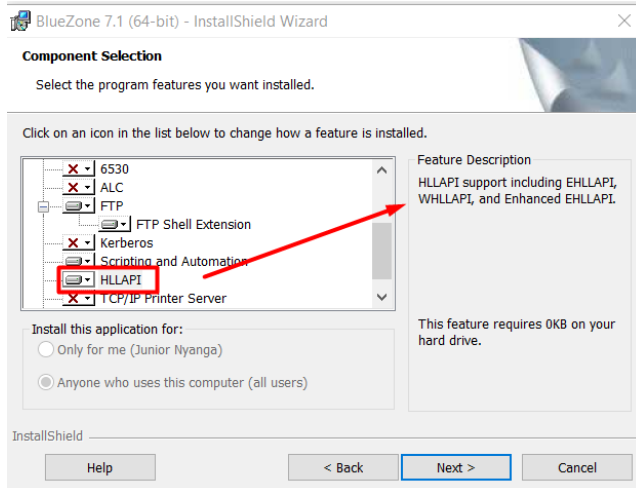 BlueZone 7.1 (64-bit) - InstallShield Wizard
Component Selection
Select the program features you want installed.
Click on an icon in the list below to change how a feature is installed.
6530
ALC
FTP
FTP Shell Extension
Kerberos
Scripting and Automation
HLLAPI
TCP/IP Printer Server
Feature Description
HLLAPI support including EHLLAPI,
WHLLAPI, and Enhanced EHLLAPI.
This feature requires 0KB on your
hard drive.
Install this application for:
Only for me (Junior Nyanga)
Anyone who uses this computer (all users)
InstallShield
Help
< Back
Next >
Cancel